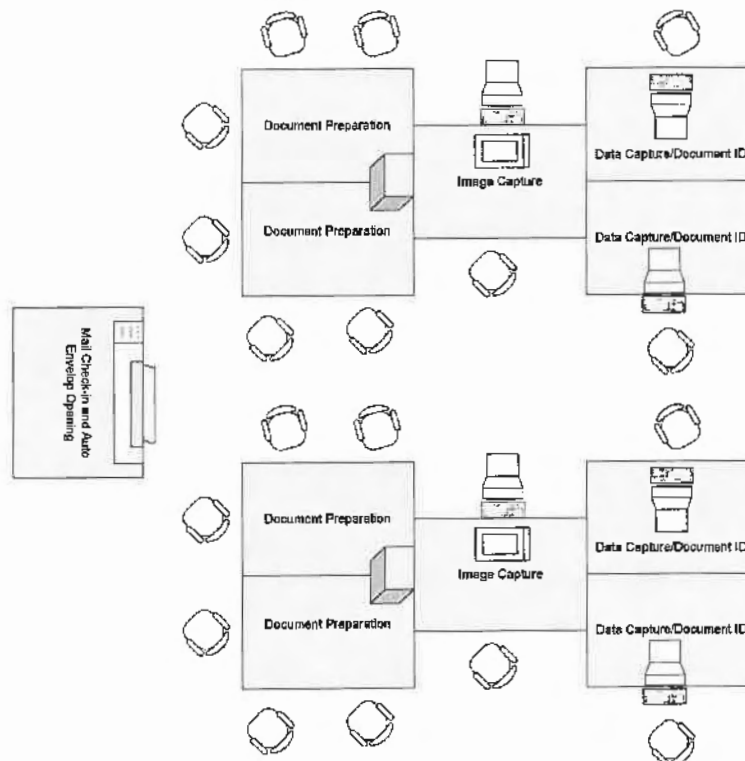 Document Preparation
Image Capture
Data Capture/Document ID
Document Preparation
Data Capture/Document ID
Mail Check-in and Auto
Envelop Opening
Document Preparation
Image Capture
Data Capture/Document ID
Document Preparation
Data Capture/Document ID